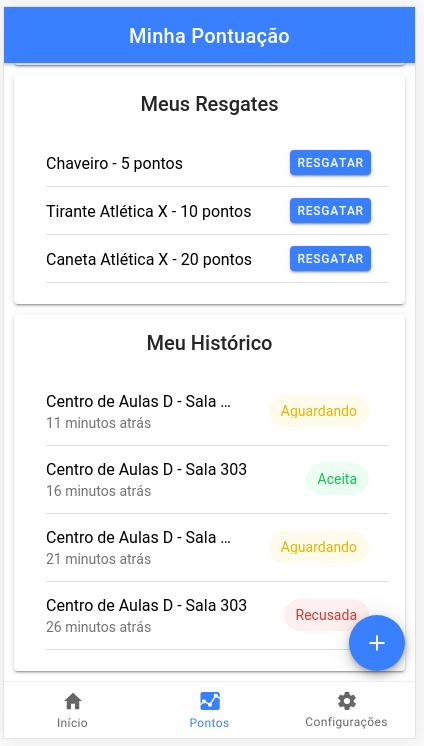 Minha Pontuação
Meus Resgates
Chaveiro - 5 pontos
RESGATAR
Tirante Atlética X - 10 pontos
RESGATAR
Caneta Atlética X - 20 pontos
RESGATAR
Meu Histórico
Centro de Aulas D - Sala ...
11 minutos atrás
Aguardando
Centro de Aulas D - Sala 303
16 minutos atrás
Aceita
Centro de Aulas D - Sala ...
21 minutos atrás
Aguardando
Centro de Aulas D - Sala 303
26 minutos atrás
Recusada
Início
Pontos
Configurações